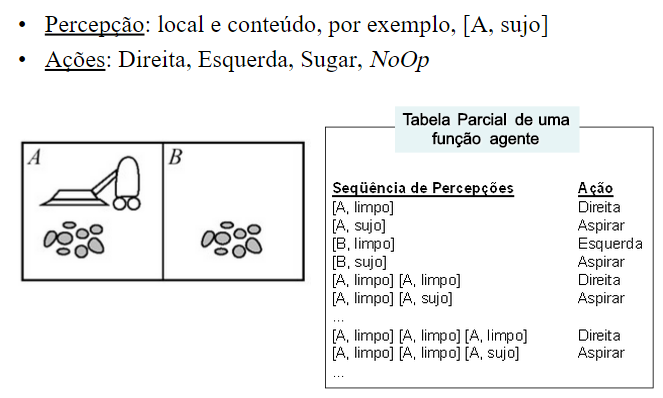 • Percepção: local e conteúdo, por exemplo, [A, sujo]
• Ações: Direita, Esquerda, Sugar, NoOp
A
B
Tabela Parcial de uma
função agente
Seqüência de Percepções Ação
[A, limpo] Direita
[A, sujo] Aspirar
[B, limpo] Esquerda
[B, sujo] Aspirar
[A, limpo] [A, limpo] Direita
[A, limpo] [A, sujo] Aspirar
...
[A, limpo] [A, limpo] [A, limpo] Direita
[A, limpo] [A, limpo] [A, sujo] Aspirar
...